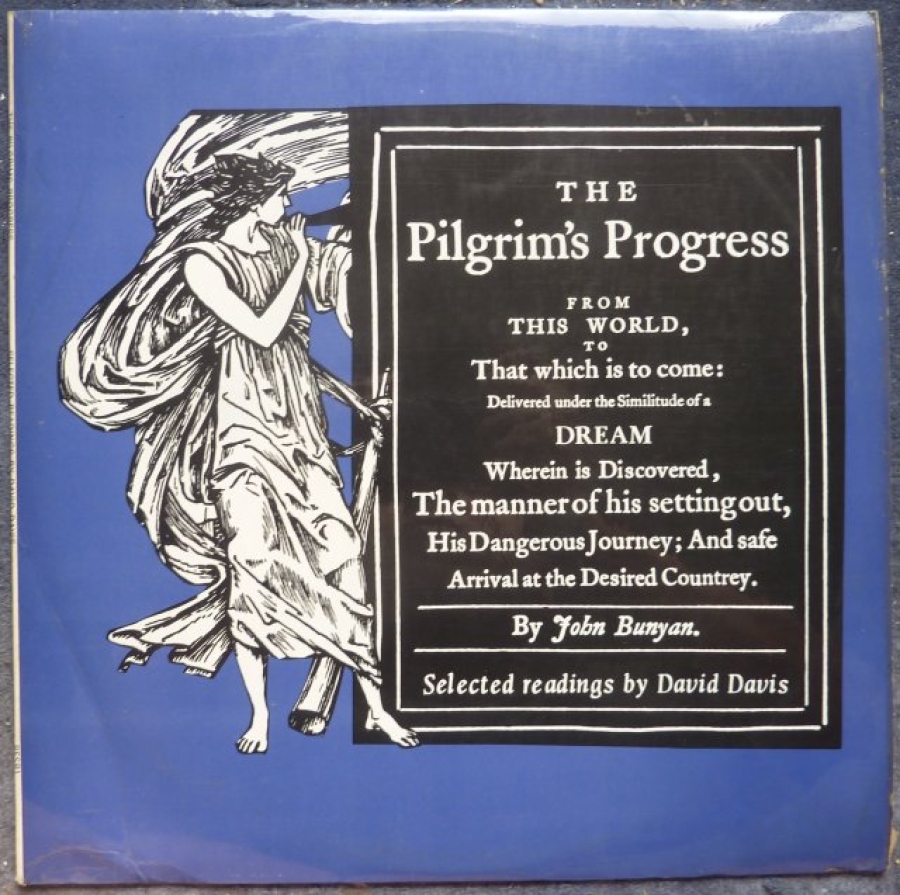 THE
Pilgrim's Progress
FROM
THIS WORLD,
TO
That which is to come:
Delivered under the Similitude of a
DREAM
Wherein is Discovered,
The manner of his setting out,
His Dangerous Journey; And safe
Arrival at the Desired Countrey.
By John Bunyan.
Selected readings by David Davis